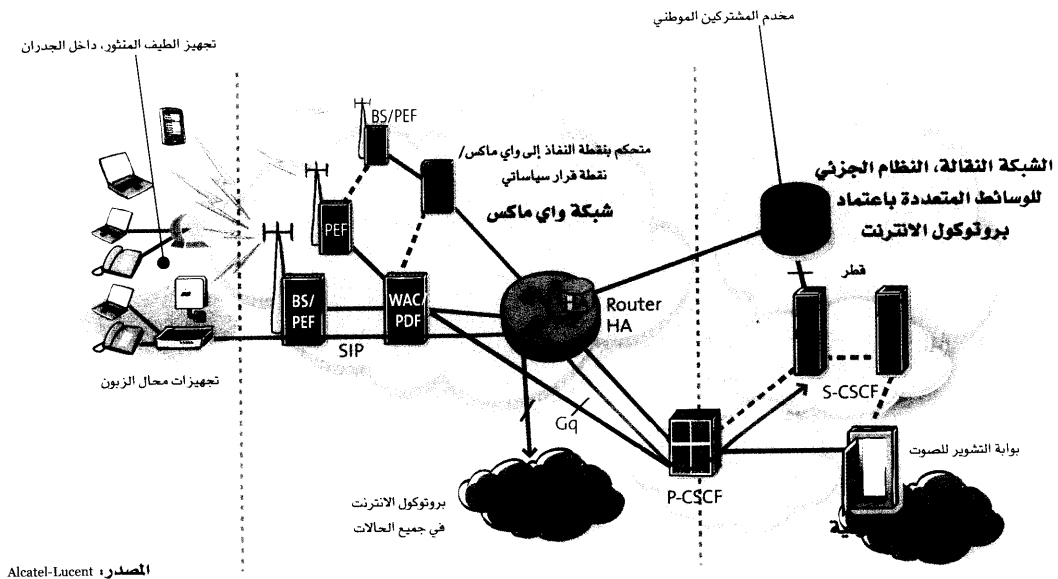 مخدم المشتركين الموطني
تجهيز الطيف المنثور، داخل الجدران
BS/PEF
متحكم بنقطة النفاذ إلى واي ماكس/
نقطة قرار سياساتي
شبكة واي ماكس
الشبكة النقالة، النظام الجزئي
للوسائط المتعددة باعتماد
بروتوكول الانترنت
PEF
قطر
BS/
PEF
WAC/
PDF
Router
HA
SIP
تجهيزات محال الزبون
S-CSCF
Gq
بوابة التشوير للصوت
P-CSCF
بروتوكول الانترنت
في جميع الحالات
المصدر: Alcatel-Lucent